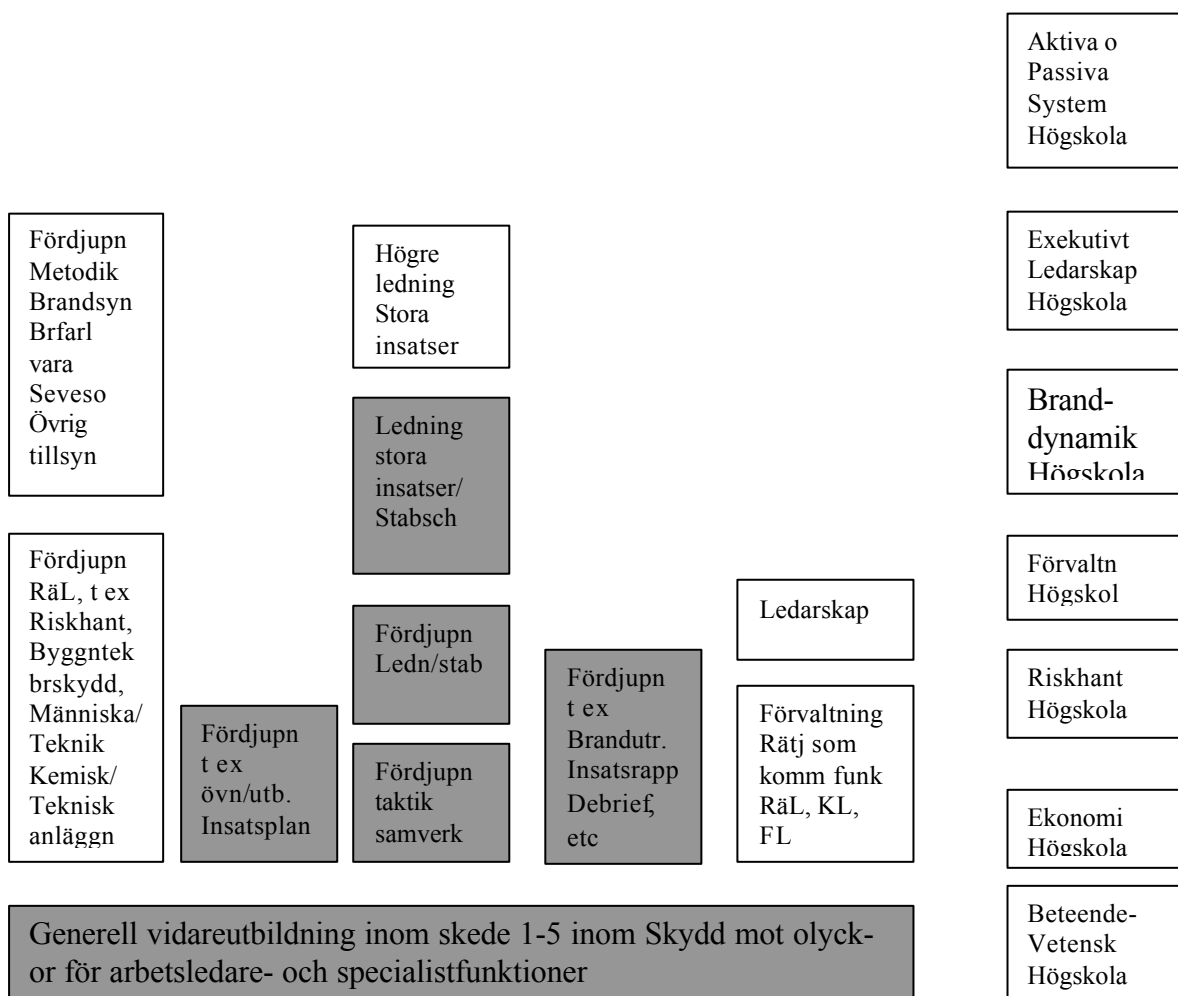 Aktiva o
Passiva
System
Högskola
Fördjupn
Metodik
Brandsyn
Brfarl
vara
Seveso
Övrig
tillsyn
Högre
ledning
Stora
insatser
Exekutivt
Ledarskap
Högskola
Ledning
stora
insatser/
Stabsch
Brand-
dynamik
Högskola
Fördjupn
RäL, t ex
Riskhant,
Byggntek
brskydd,
Människa/
Teknik
Kemisk/
Teknisk
anläggn
Fördjupn
t ex
övn/utb.
Insatsplan
Fördjupn
Ledn/stab
Fördjupn
taktik
samverk
Fördjupn
t ex
Brandutr.
Insatsrapp
Debrief,
etc
Ledarskap
Förvaltning
Rätj som
komm funk
RäL, KL,
FL
Förvaltn
Högskol
Riskhant
Högskola
Ekonomi
Högskola
Generell vidareutbildning inom skede 1-5 inom Skydd mot olyck-
or för arbetsledare- och specialistfunktioner
Beteende-
Vetensk
Högskola